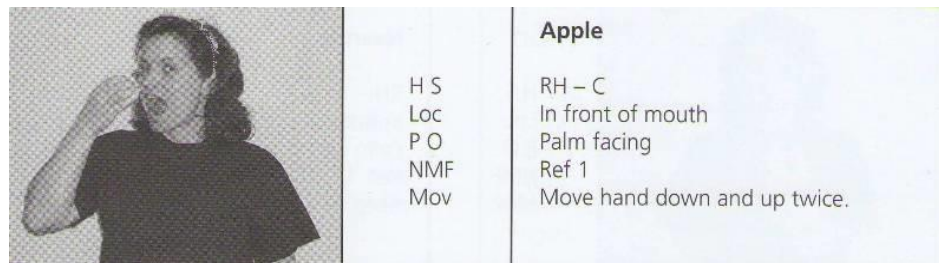 Apple
H S RH – C
Loc In front of mouth
P O Palm facing
NMF Ref 1
Mov Move hand down and up twice.